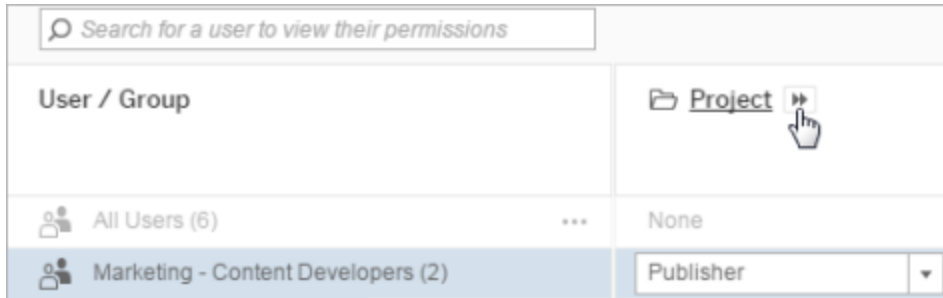 Search for a user to view their permissions
User / Group
Project
All Users (6)
None
Marketing - Content Developers (2)
Publisher